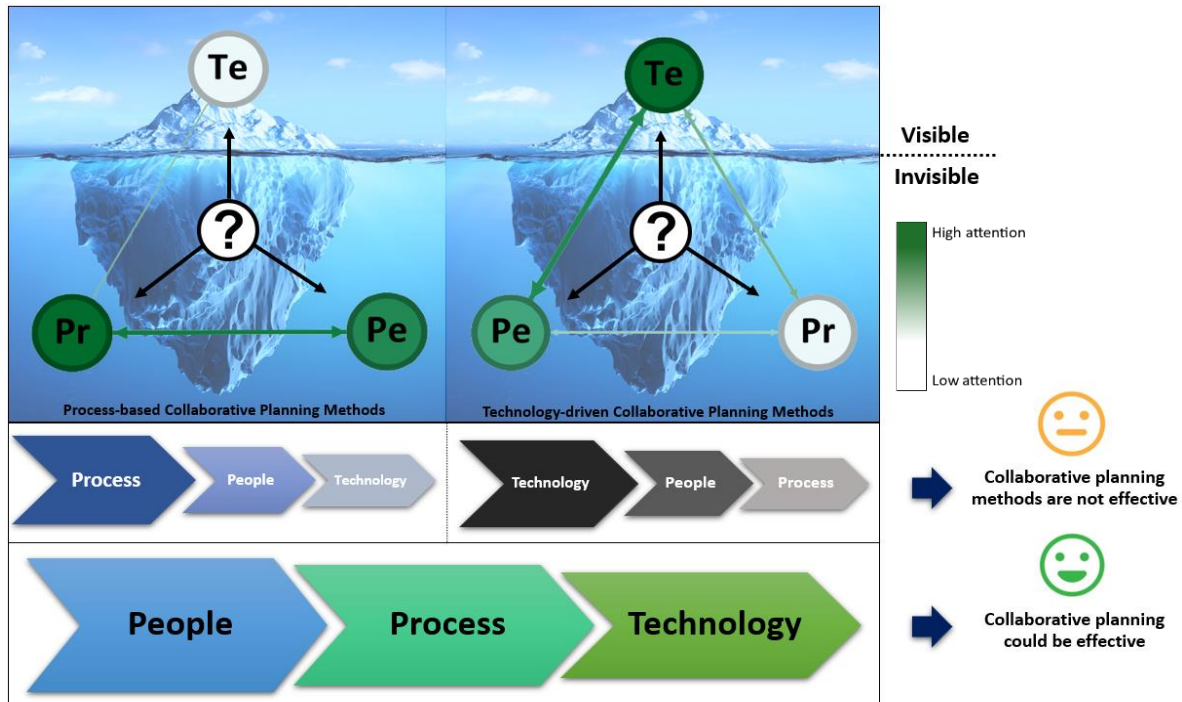 Te
?
Pr
Pe
Process-based Collaborative Planning Methods
Te
?
Pe
Pr
Technology-driven Collaborative Planning Methods
Visible
Invisible
High attention
Low attention
Process
People
Technology
Technology
People
Process
Collaborative planning
methods are not effective
People
Process
Technology
Collaborative planning
could be effective